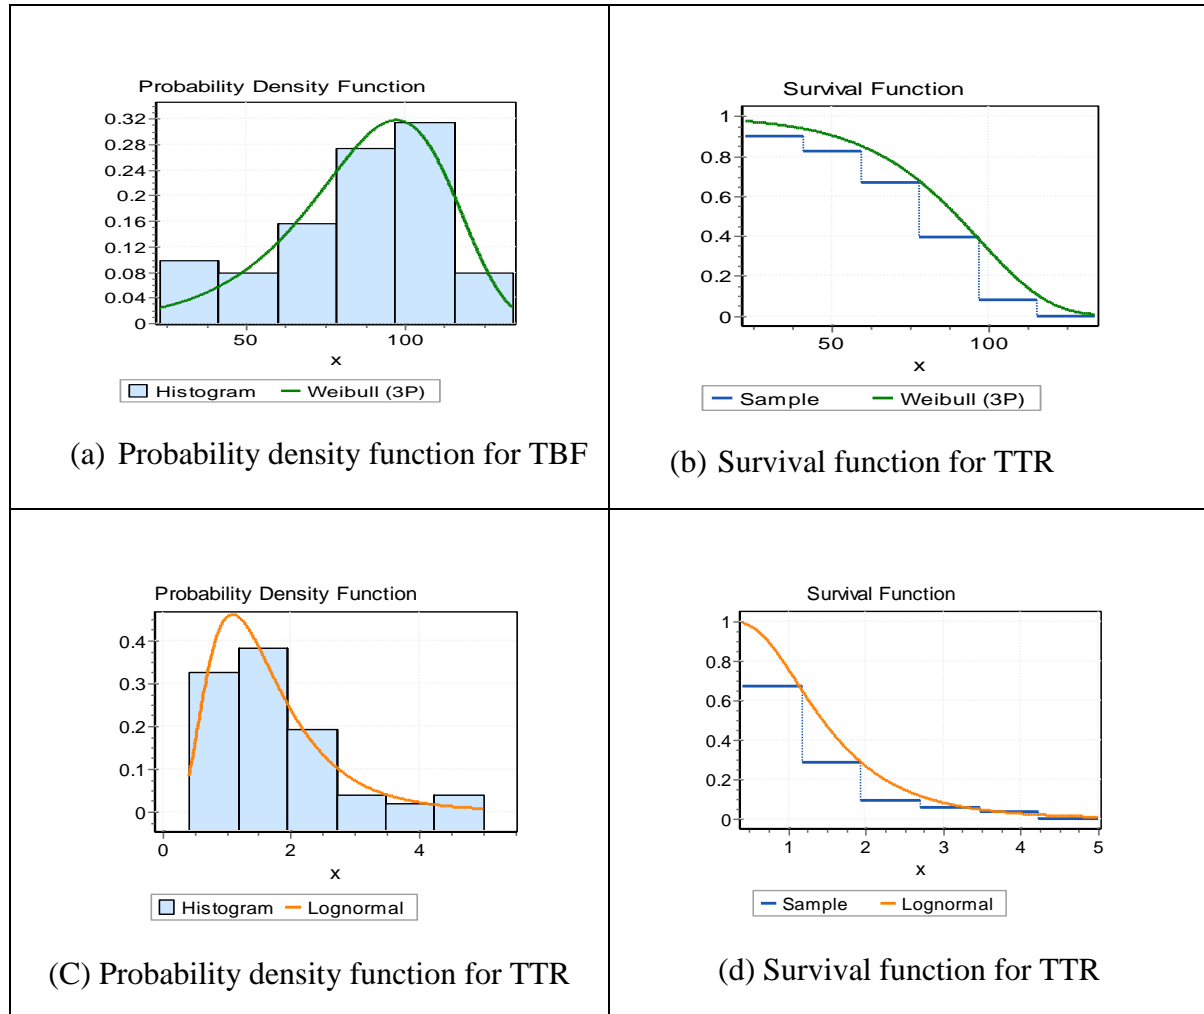 Probability Density Function
0.32
0.28
0.24
0.2
0.16
0.12
0.08
0.04
0
50 100
x
Histogram Weibull (3P)
(a) Probability density function for TBF
Survival Function
1
0.8
0.6
0.4
0.2
0
50 100
x
Sample Weibull (3P)
(b) Survival function for TTR
Probability Density Function
0.4
0.3
0.2
0.1
0
0 2 4
x
Histogram Lognormal
(C) Probability density function for TTR
Survival Function
1
0.8
0.6
0.4
0.2
0
1 2 3 4 5
x
Sample Lognormal
(d) Survival function for TTR